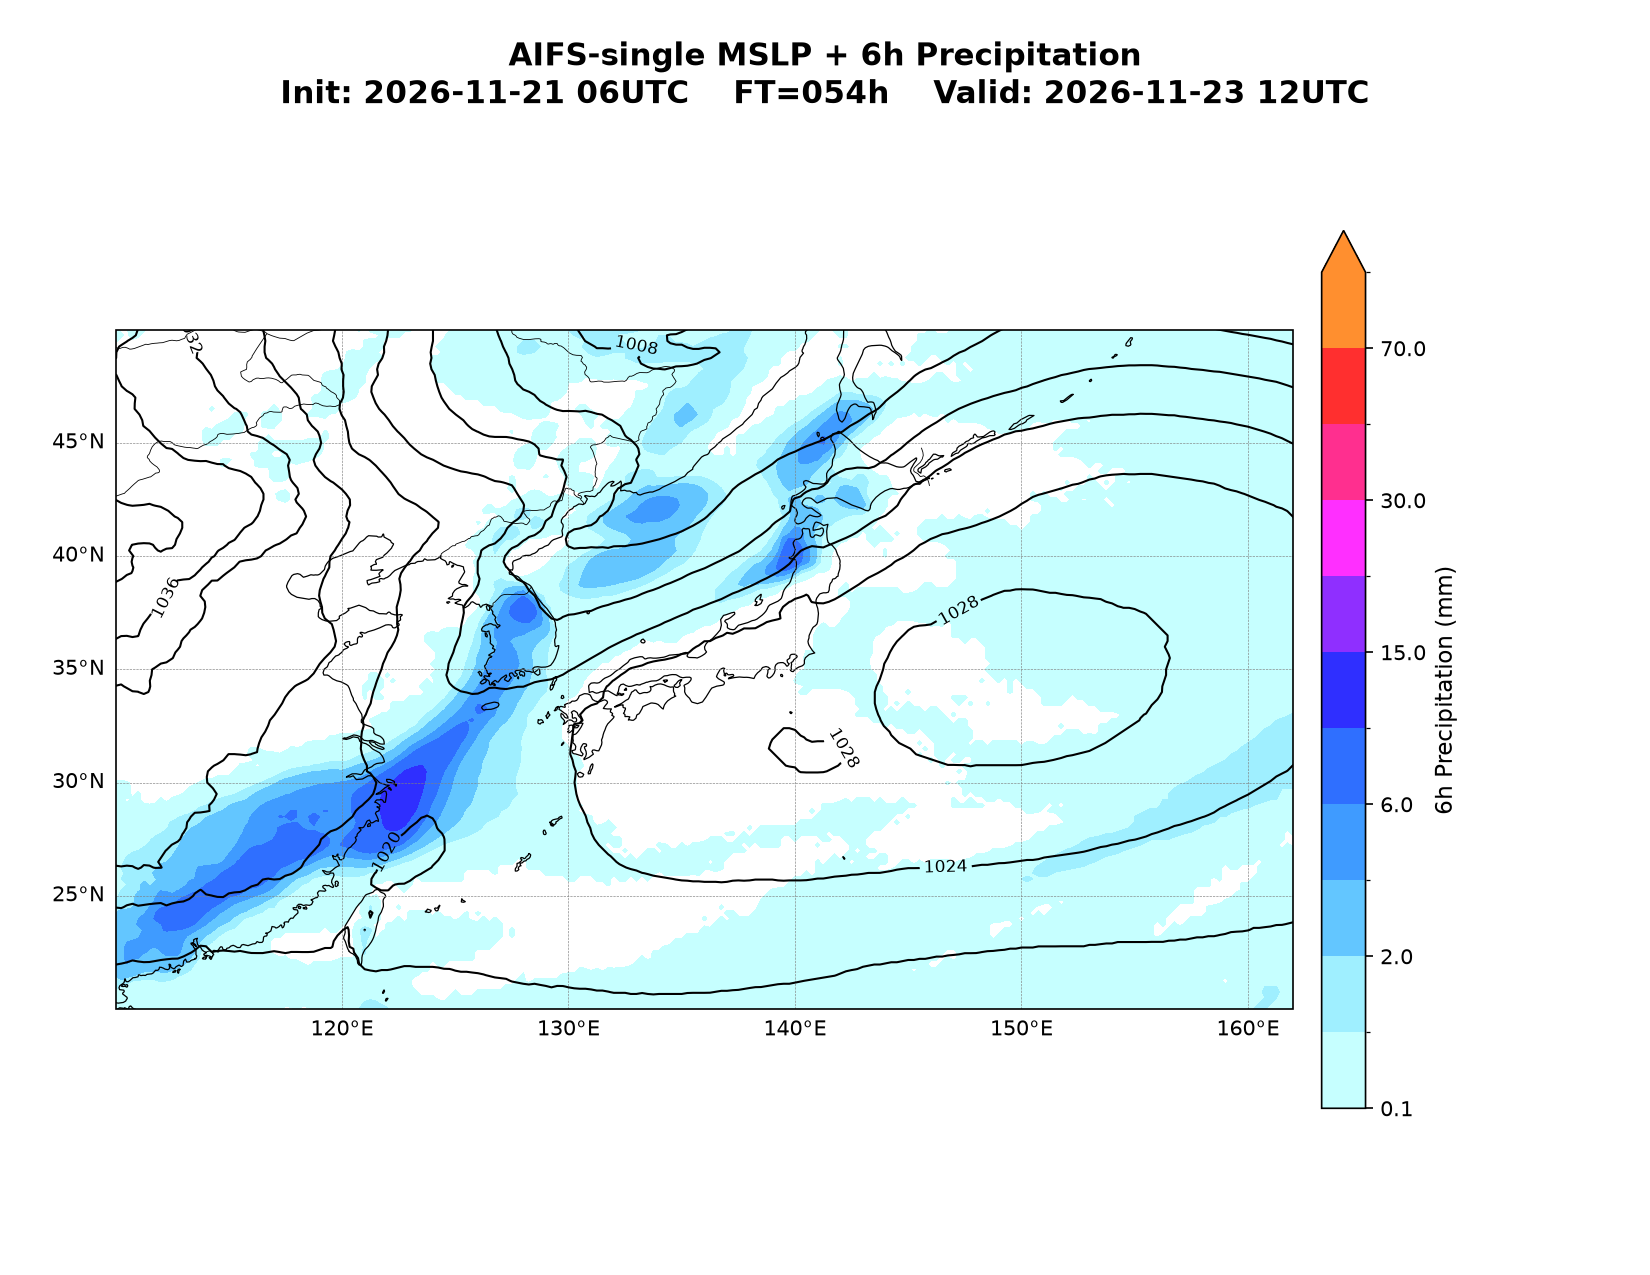 AIFS-single MSLP + 6h Precipitation
Init: 2026-11-21 06UTC    FT=054h    Valid: 2026-11-23 12UTC
1008
1036
1028
1028
1020
1024
45°N
40°N
35°N
30°N
25°N
120°E
130°E
140°E
150°E
160°E
70.0
30.0
15.0
6.0
2.0
0.1
6h Precipitation (mm)